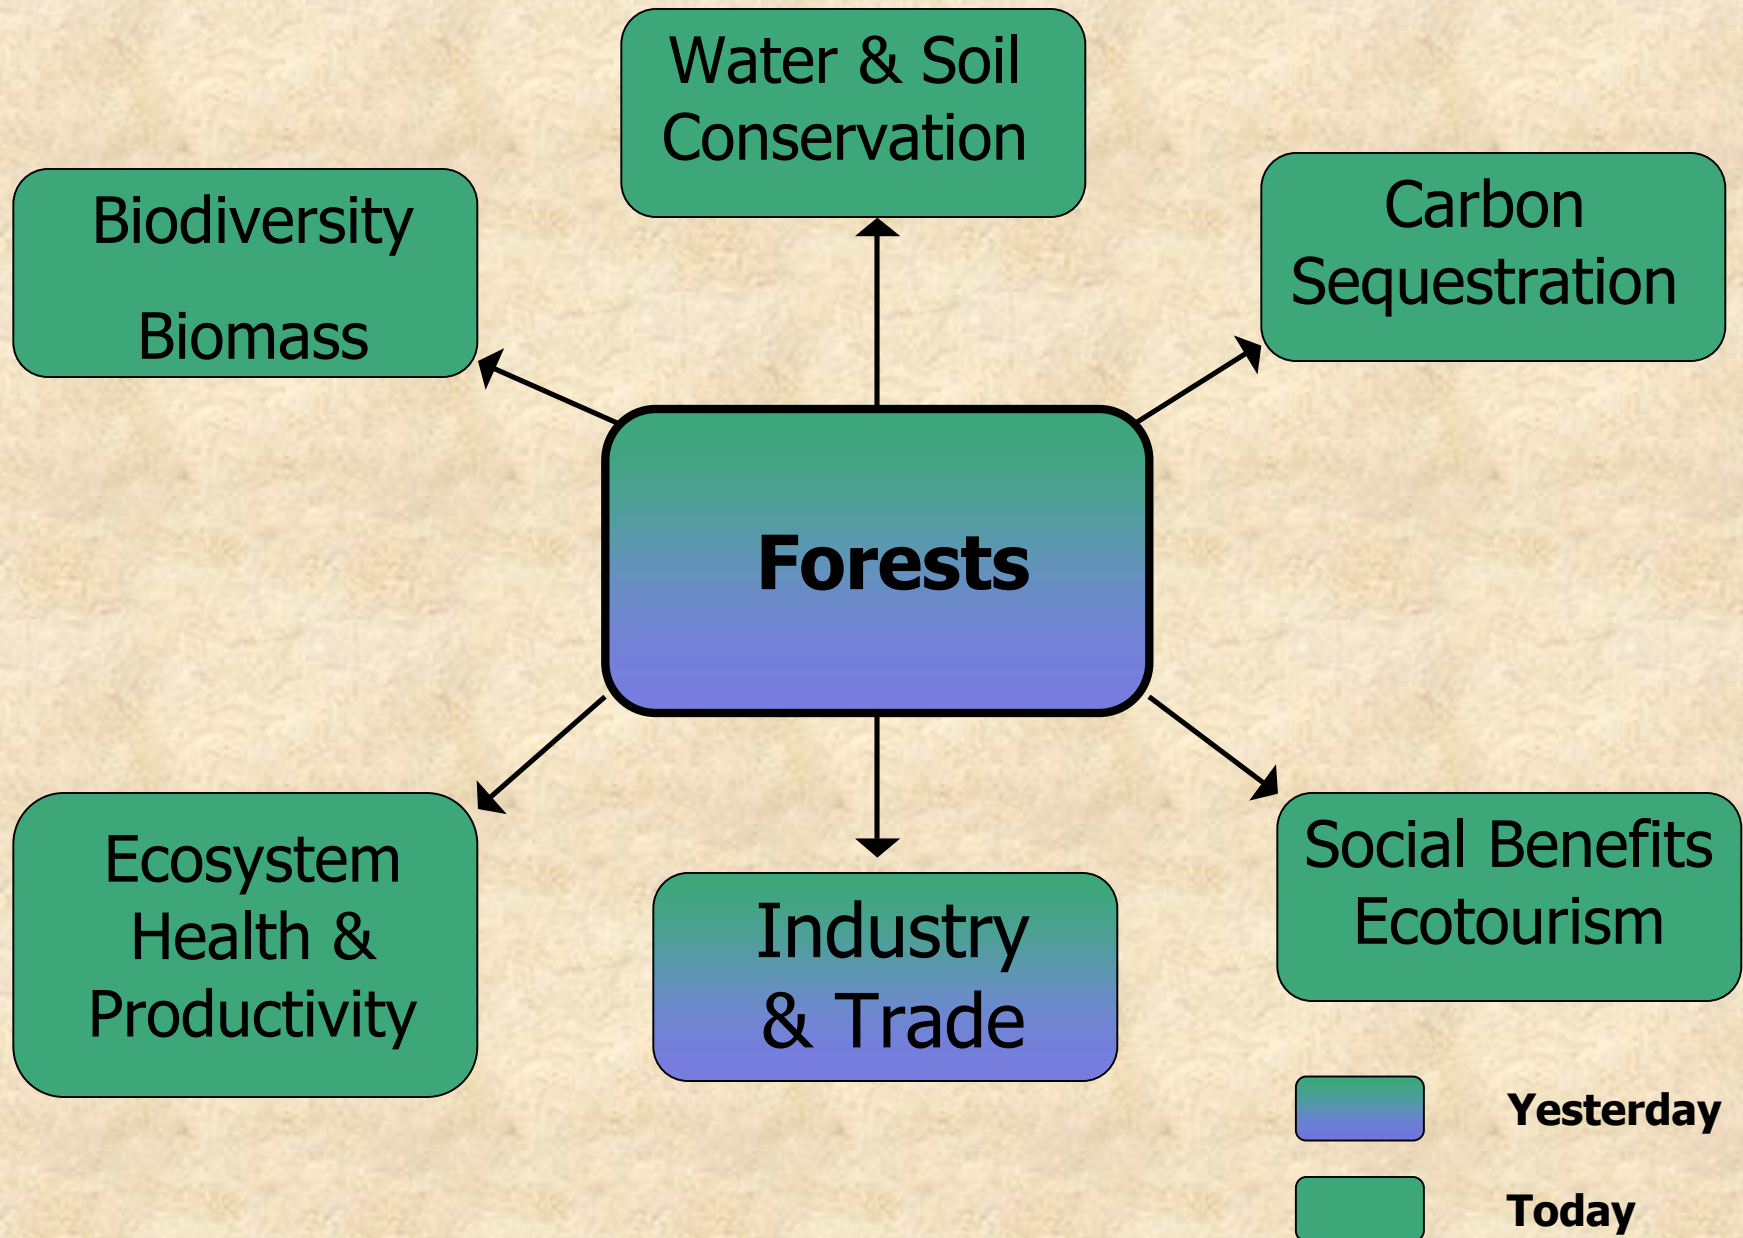 Water & Soil
Conservation
Biodiversity
Biomass
Carbon
Sequestration
Forests
Ecosystem
Health &
Productivity
Industry
& Trade
Social Benefits
Ecotourism
Yesterday
Today